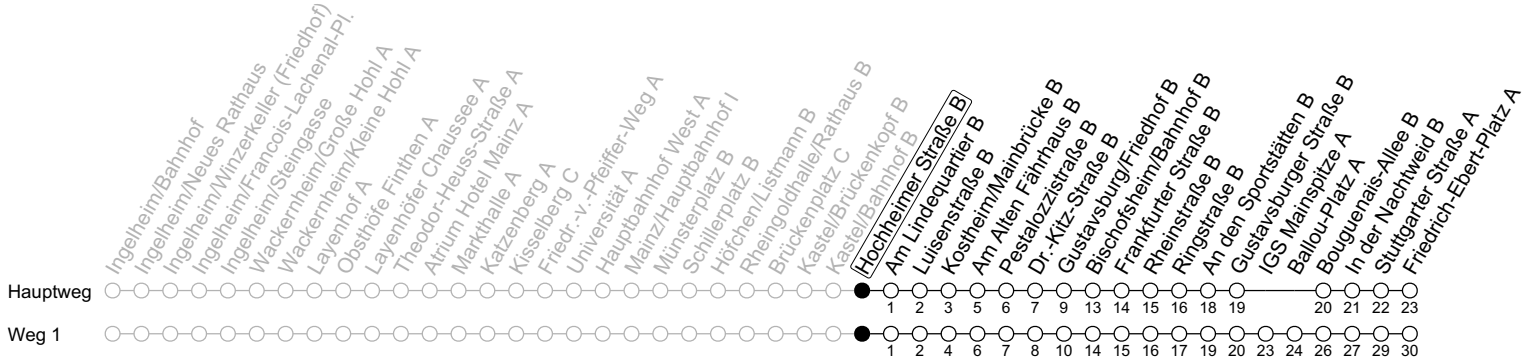 Ingelheim/Bahnhof
Ingelheim/Neues Rathaus
Ingelheim/Winzerkeller (Friedhof)
Ingelheim/Francois-Lachenal-Pl.
Ingelheim/Steingasse
Wackernheim/Große Hohl A
Wackernheim/Kleine Hohl A
Layenhof A
Obsthöfe Finthen A
Layenhöfer Chaussee A
Theodor-Heuss-Straße A
Atrium Hotel Mainz A
Markthalle A
Katzenberg A
Kisselberg C
Friedr.-v.-Pfeiffer-Weg A
Universität A
Hauptbahnhof West A
Mainz/Hauptbahnhof I
Münsterplatz B
Schillerplatz B
Höfchen/Listmann B
Rheingoldhalle/Rathaus B
Brückenplatz C
Kastel/Brückenkopf B
Kastel/Bahnhof B
Hochheimer Straße B
Am Lindequartier B
Luisenstraße B
Kostheim/Mainbrücke B
Am Alten Fährhaus B
Pestalozzistraße B
Dr.-Kitz-Straße B
Gustavsburg/Friedhof B
Bischofsheim/Bahnhof B
Frankfurter Straße B
Rheinstraße B
Ringstraße B
An den Sportstätten B
Gustavsburger Straße B
IGS Mainspitze A
Ballou-Platz A
Bouguenais-Allee B
In der Nachtweid B
Stuttgarter Straße A
Friedrich-Ebert-Platz A
Hauptweg
1 2 3 5 6 7 9 13 14 15 16 18 19 20 21 22 23
Weg 1
1 2 4 6 7 8 10 14 15 16 17 19 20 23 24 26 27 29 30